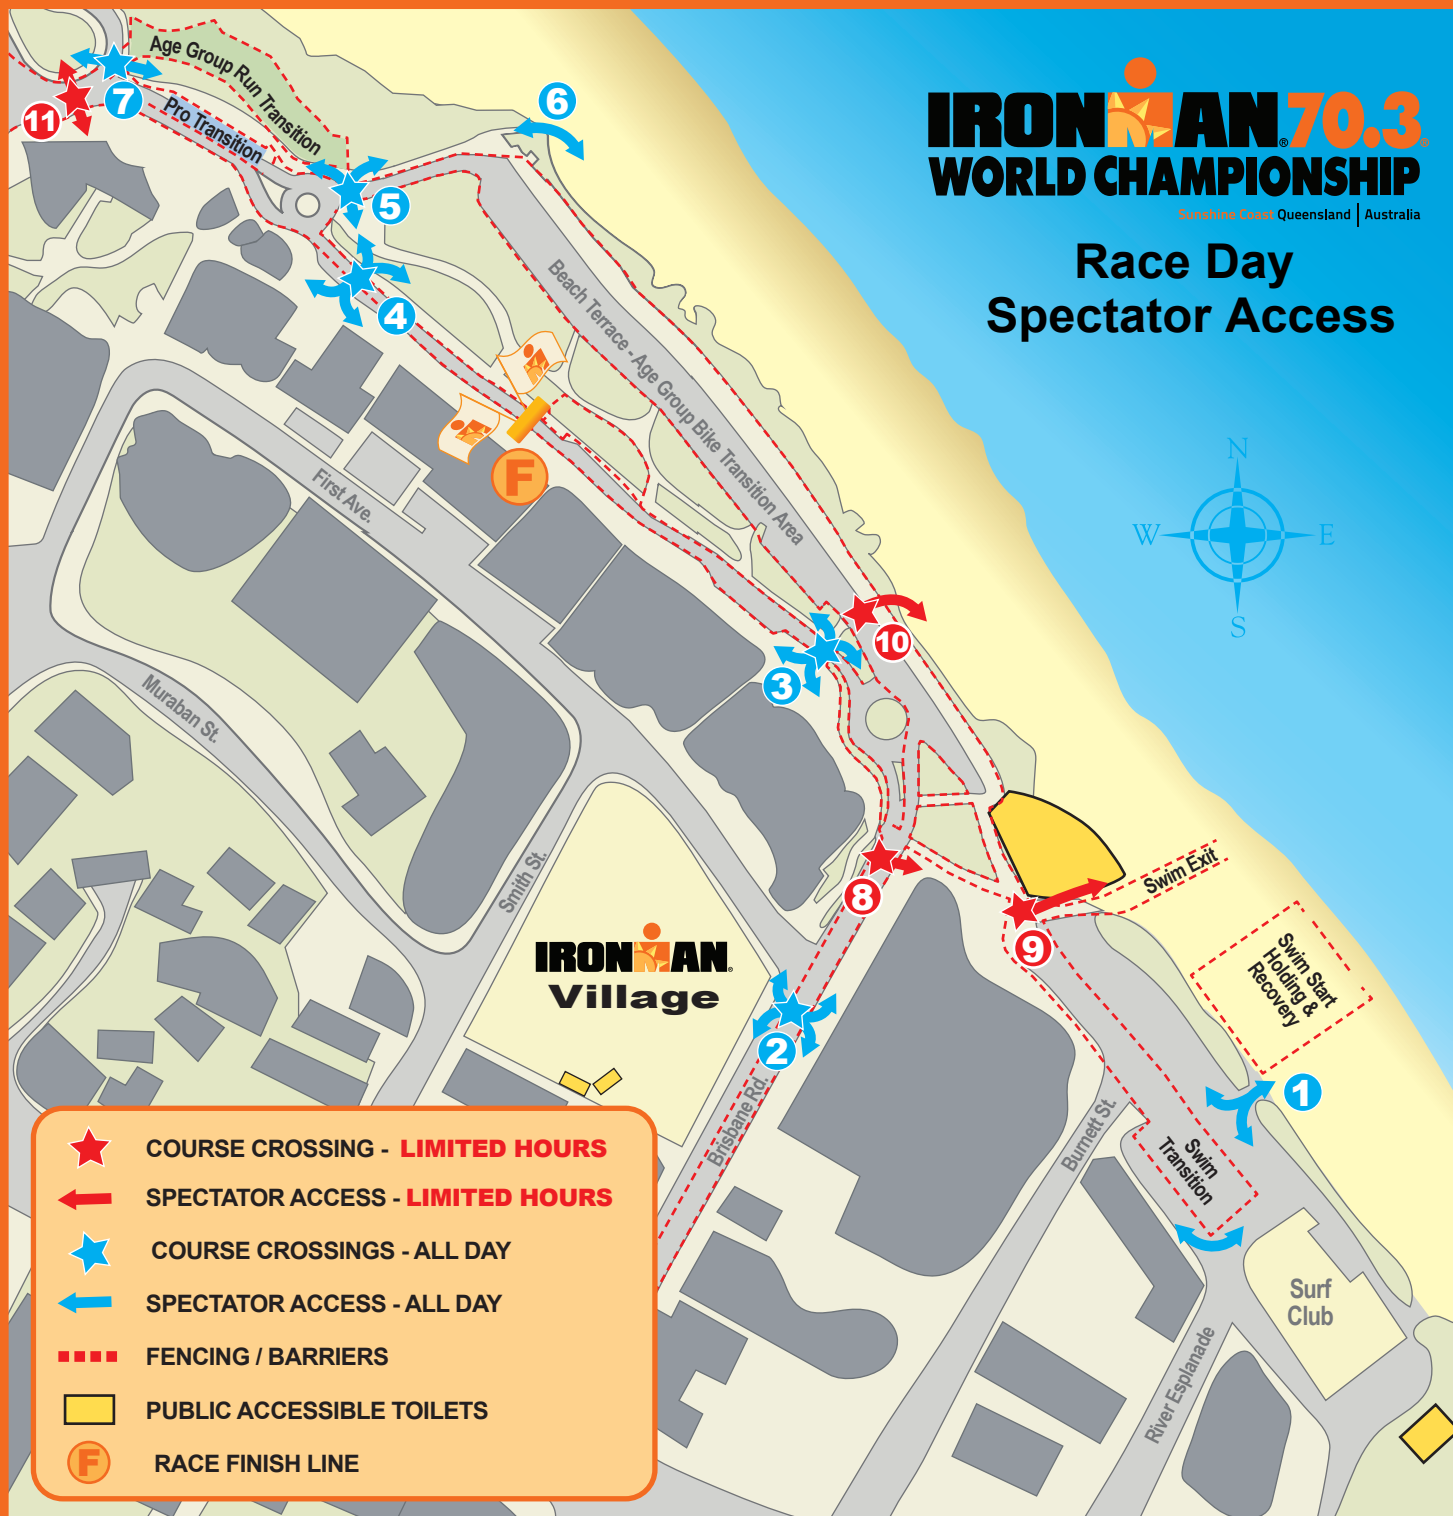 IRONMAN® 70.3®
WORLD CHAMPIONSHIP
Sunshine Coast Queensland | Australia
Race Day
Spectator Access
Age Group Run Transition
Pro Transition
11
7
6
5
4
Beach Terrace - Age Group Bike Transition Area
N
W
E
S
F
First Ave.
10
3
Muraban St.
Smith St.
8
9
Swim Exit
Swim Start
Holding &
Recovery
IRONMAN®
Village
2
1
Brisbane Rd.
Burnett St.
Swim
Transition
Surf
Club
River Esplanade
COURSE CROSSING - LIMITED HOURS
SPECTATOR ACCESS - LIMITED HOURS
COURSE CROSSINGS - ALL DAY
SPECTATOR ACCESS - ALL DAY
FENCING / BARRIERS
PUBLIC ACCESSIBLE TOILETS
F RACE FINISH LINE